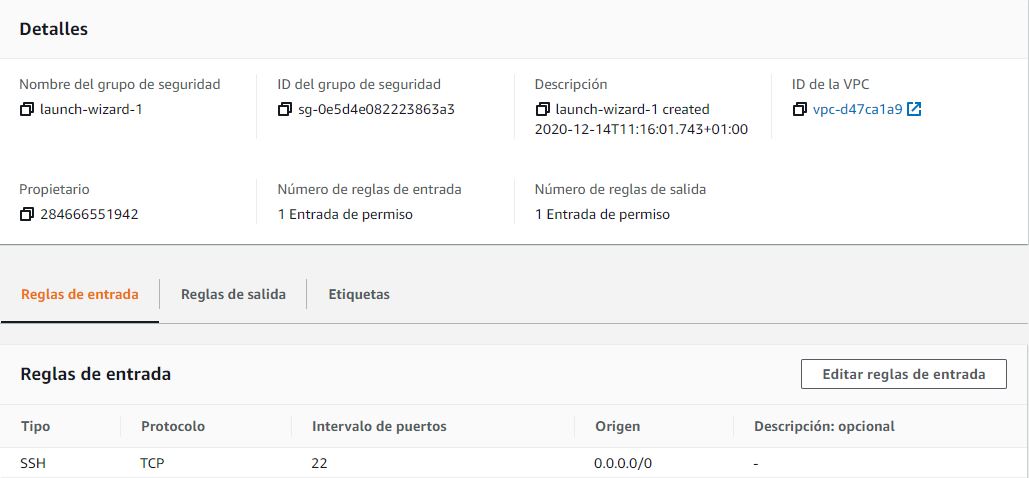 Detalles
Nombre del grupo de seguridad
launch-wizard-1
ID del grupo de seguridad
sg-0e5d4e082223863a3
Descripción
launch-wizard-1 created
2020-12-14T11:16:01.743+01:00
ID de la VPC
vpc-d47ca1a9
Propietario
284666551942
Número de reglas de entrada
1 Entrada de permiso
Número de reglas de salida
1 Entrada de permiso
Reglas de entrada
Reglas de salida
Etiquetas
Reglas de entrada
Editar reglas de entrada
Tipo
Protocolo
Intervalo de puertos
Origen
Descripción: opcional
SSH
TCP
22
0.0.0.0/0
-